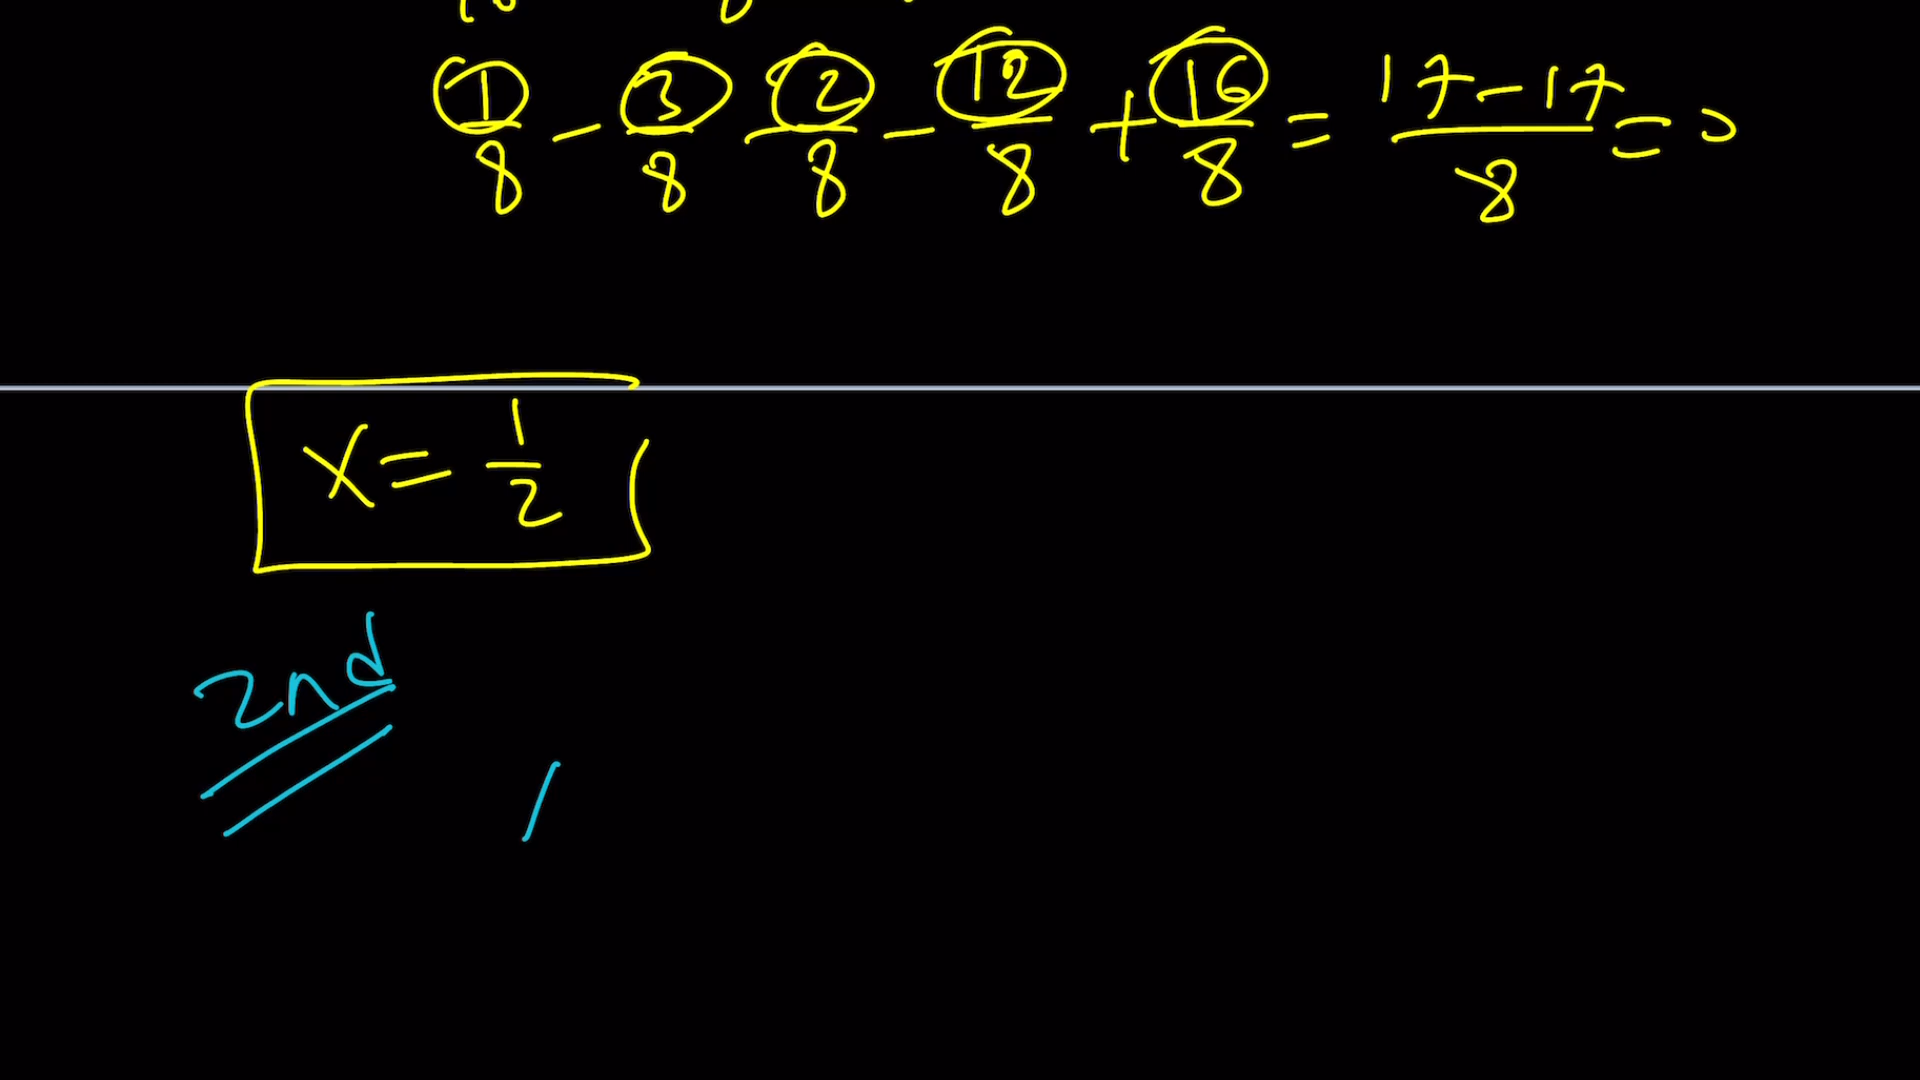 1/8 - 3/8 2/8 - 12/8 + 16/8 = 17-17/8 = 0
x = 1/2
2nd
/